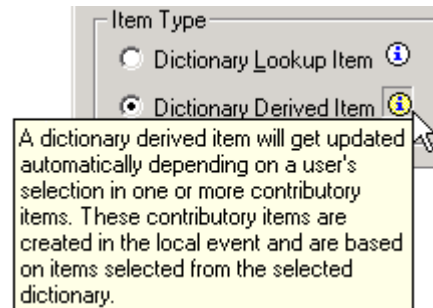 Item Type
Dictionary Lookup Item
Dictionary Derived Item
A dictionary derived item will get updated
automatically depending on a user's
selection in one or more contributory
items. These contributory items are
created in the local event and are based
on items selected from the selected
dictionary.